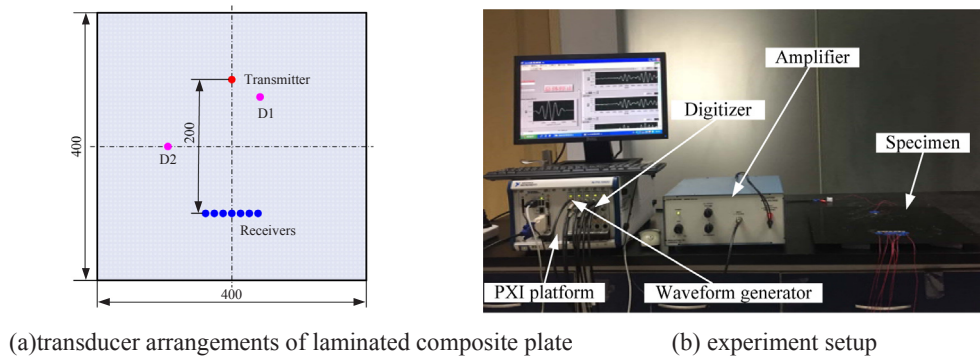 400
Transmitter
D1
200
D2
Receivers
400
Amplifier
Digitizer
Specimen
PXI platform
Waveform generator
(a)transducer arrangements of laminated composite plate
(b) experiment setup